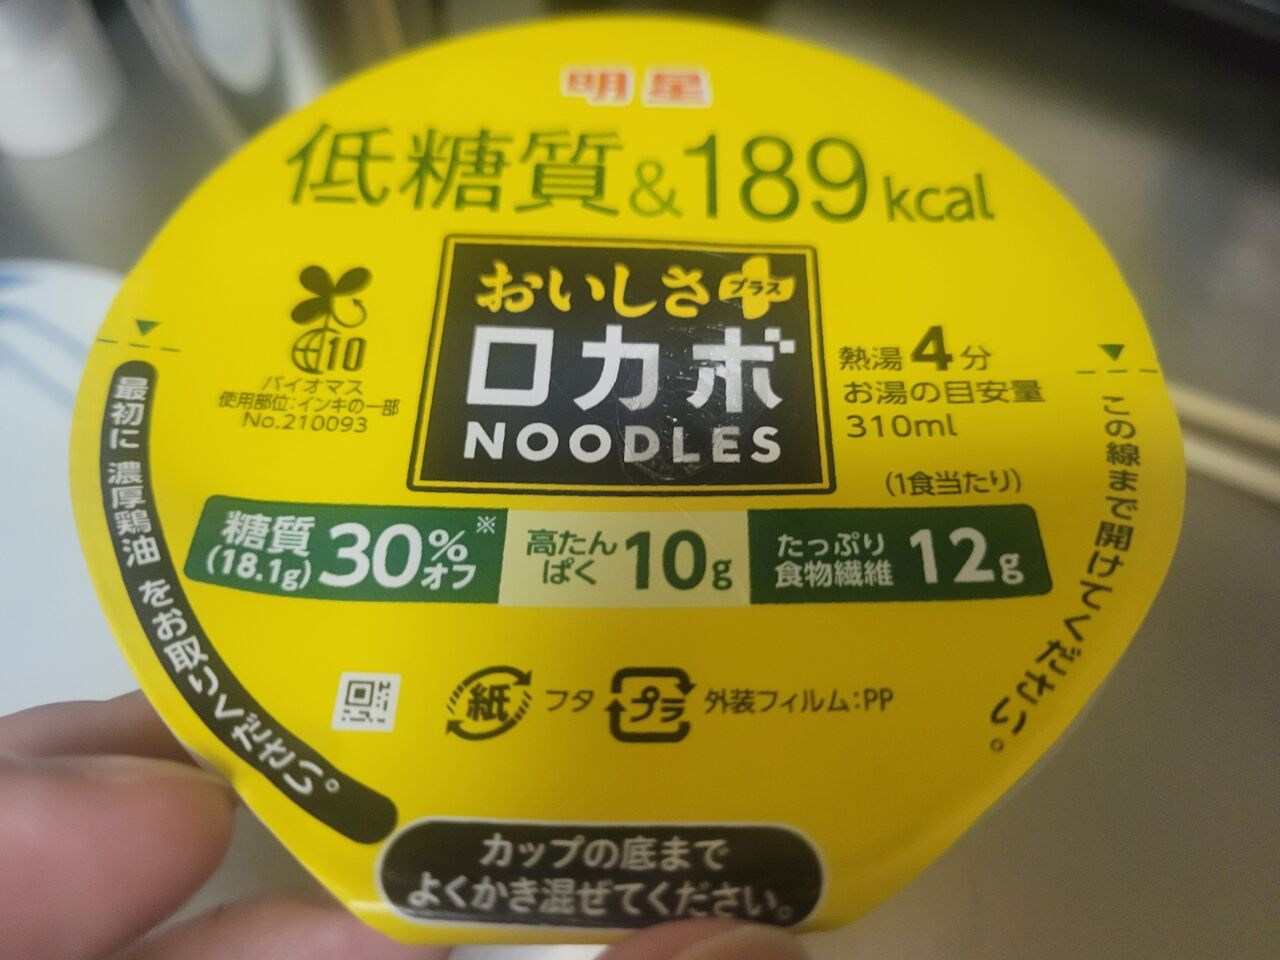 明星
低糖質&189kcal
おいしさプラス
ロカボ
NOODLES
10
バイオマス
使用部位:インキの一部
No.210093
熱湯4分
お湯の目安量
310ml
(1食当たり)
糖質
(18.1g)
30%オフ※
高たん
ぱく
10g
たっぷり
食物繊維
12g
最初に 濃厚鶏油 をお取りください。
この線まで開けてください。
紙
フタ
プラ
外装フィルム:PP
カップの底まで
よくかき混ぜてください。